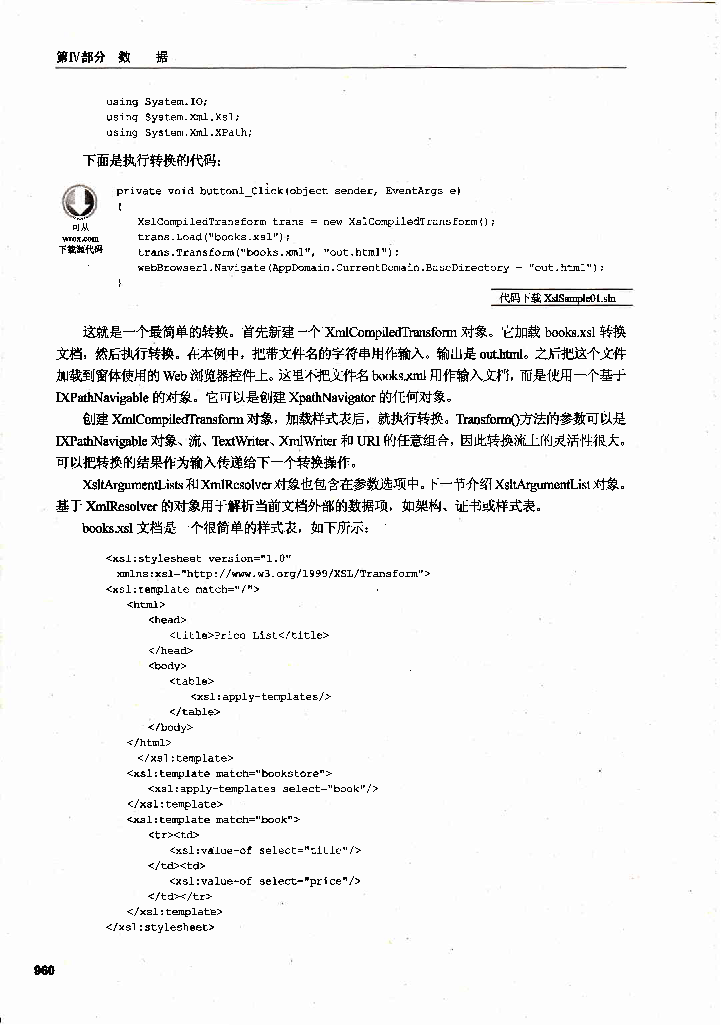 第Ⅳ部分 数 据
using System.IO;
using System.Xml.Xsl;
using System.Xml.XPath;
下面是执行转换的代码:
可从
wrox.com
下载源代码
private void button1_Click(object sender, EventArgs e)
{
XslCompiledTransform trans = new XslCompiledTransform();
trans.Load("books.xsl");
trans.Transform("books.xml", "out.html");
webBrowser1.Navigate(AppDomain.CurrentDomain.BaseDirectory + "out.html");
}
代码下载 XslSample01.sln
这就是一个最简单的转换。首先新建一个 XmlCompiledTransform 对象。它加载 books.xsl 转换
文档，然后执行转换。在本例中，把带文件名的字符串用作输入。输出是 out.html。之后把这个文件
加载到窗体使用的 Web 浏览器控件上。这里不把文件名 books.xml 用作输入文档，而是使用一个基于
IXPathNavigable 的对象。它可以是创建 XpathNavigator 的任何对象。
创建 XmlCompiledTransform 对象，加载样式表后，就执行转换。Transform()方法的参数可以是
IXPathNavigable 对象、流、TextWriter、XmlWriter 和 URI 的任意组合，因此转换流上的灵活性很大。
可以把转换的结果作为输入传递给下一个转换操作。
XsltArgumentLists 和 XmlResolver 对象也包含在参数选项中。下一节介绍 XsltArgumentList 对象。
基于 XmlResolver 的对象用于解析当前文档外部的数据项，如架构、证书或样式表。
books.xsl 文档是一个很简单的样式表，如下所示：
<xsl:stylesheet version="1.0"
xmlns:xsl="http://www.w3.org/1999/XSL/Transform">
<xsl:template match="/">
<html>
<head>
<title>Price List</title>
</head>
<body>
<table>
<xsl:apply-templates/>
</table>
</body>
</html>
</xsl:template>
<xsl:template match="bookstore">
<xsl:apply-templates select="book"/>
</xsl:template>
<xsl:template match="book">
<tr><td>
<xsl:value-of select="title"/>
</td><td>
<xsl:value-of select="price"/>
</td></tr>
</xsl:template>
</xsl:stylesheet>
960